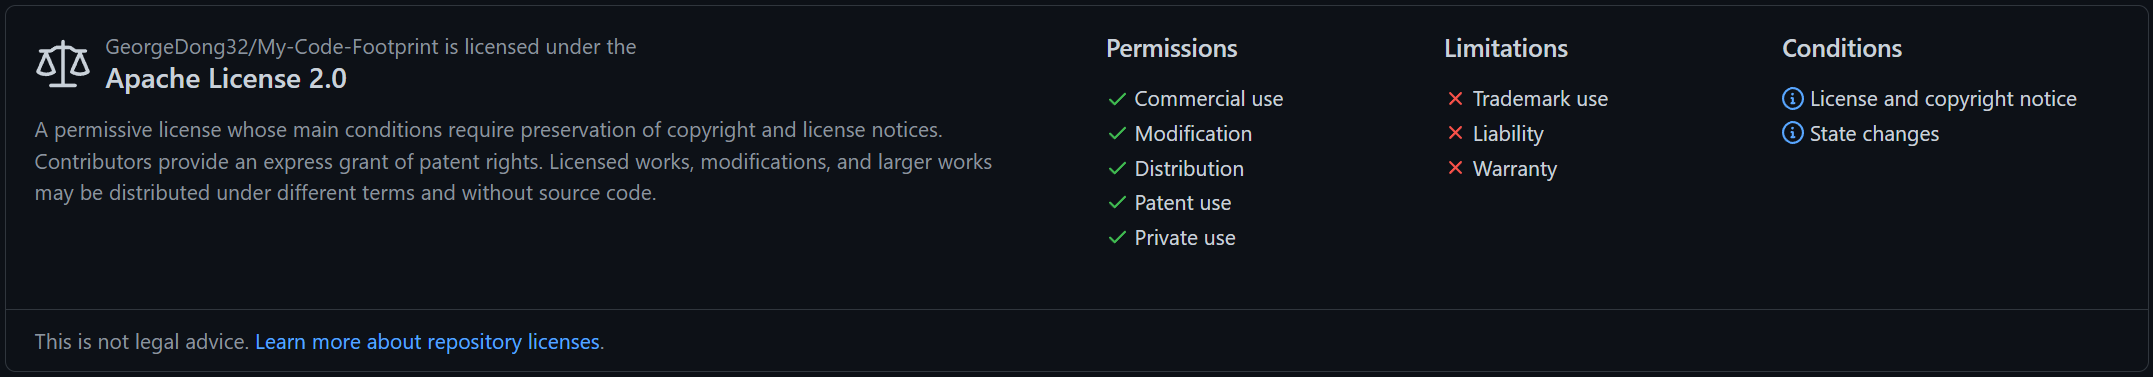 GeorgeDong32/My-Code-Footprint is licensed under the
Apache License 2.0
A permissive license whose main conditions require preservation of copyright and license notices.
Contributors provide an express grant of patent rights. Licensed works, modifications, and larger works
may be distributed under different terms and without source code.
Permissions
Commercial use
Modification
Distribution
Patent use
Private use
Limitations
Trademark use
Liability
Warranty
Conditions
License and copyright notice
State changes
This is not legal advice. Learn more about repository licenses.